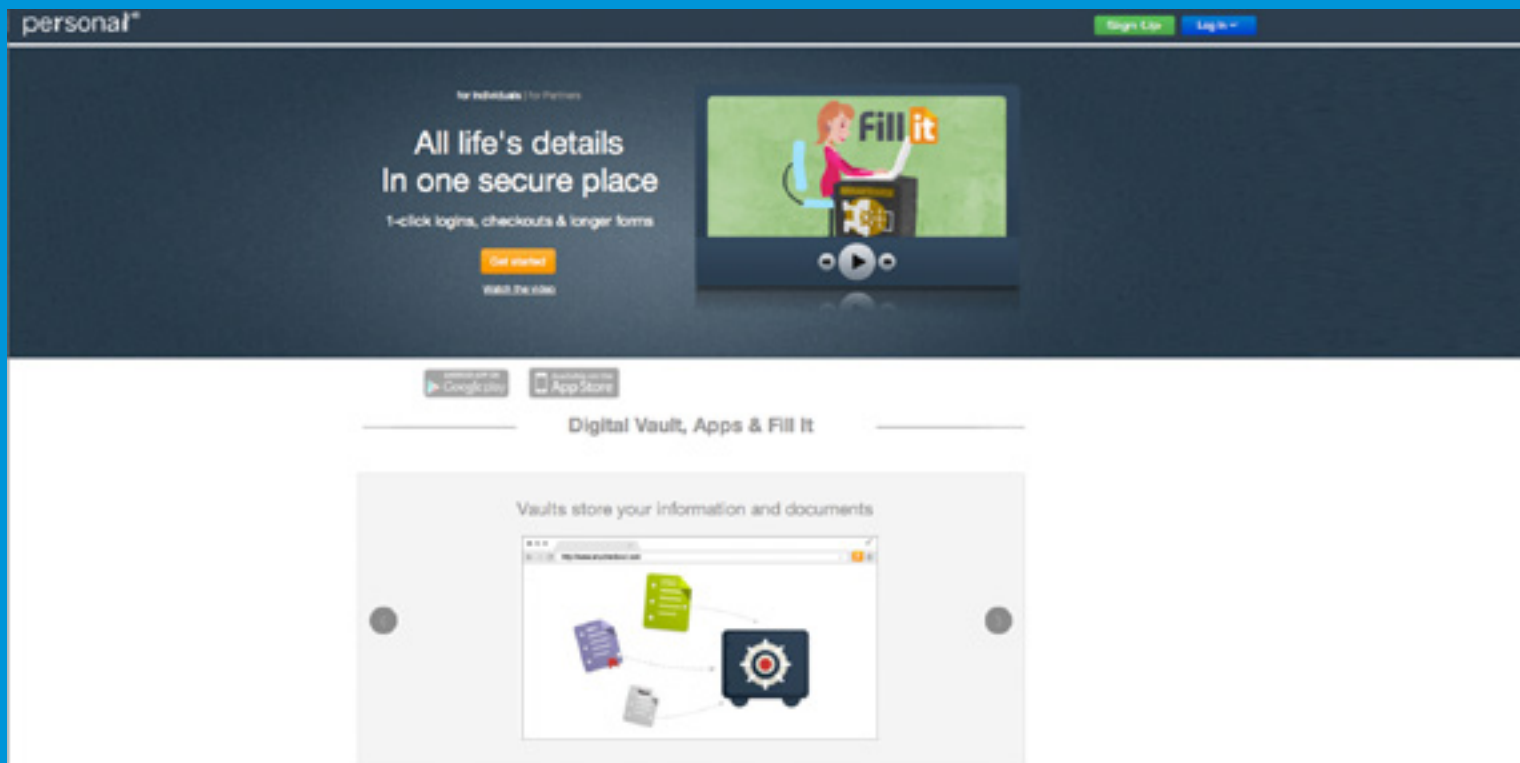 personal
Sign Up
Log In
for Individuals | for Partners
All life's details
In one secure place
1-click logins, checkouts & longer forms
Get started
Watch the video
Fill it
Google play
App Store
Digital Vault, Apps & Fill It
Vaults store your information and documents